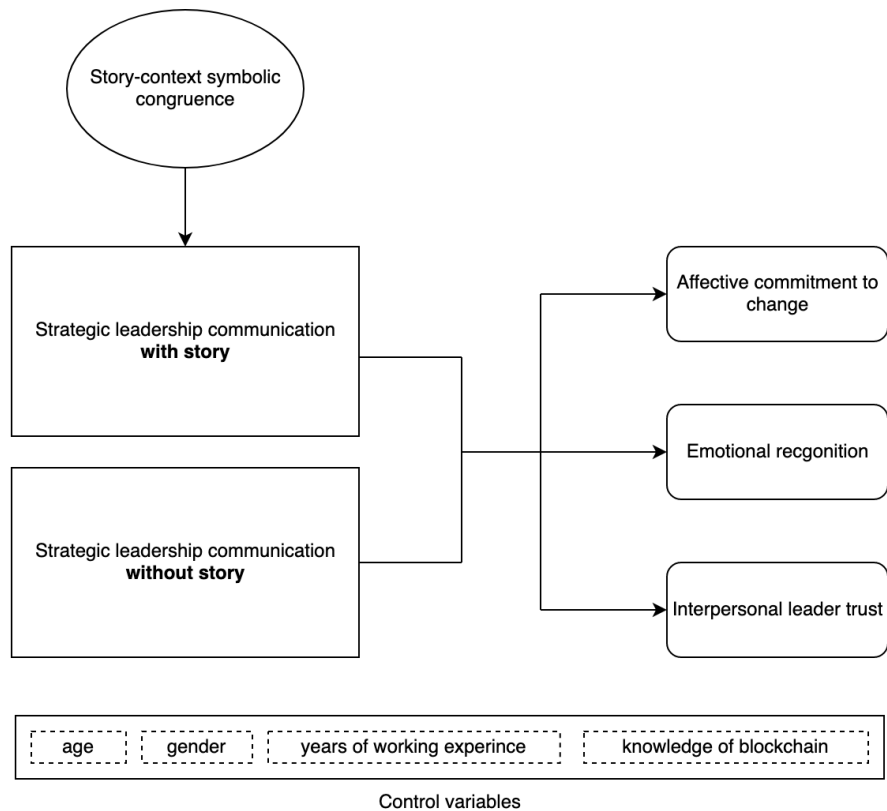 Story-context symbolic
congruence
Strategic leadership communication
with story
Affective commitment to
change
Emotional recgonition
Strategic leadership communication
without story
Interpersonal leader trust
age
gender
years of working experince
knowledge of blockchain
Control variables